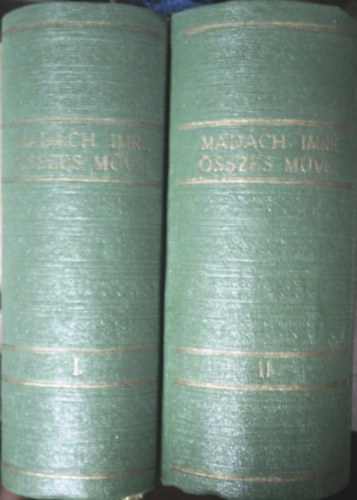 MADÁCH IMRE
ÖSSZES MŰVEI
I
MADÁCH IMRE
ÖSSZES MŰVEI
II